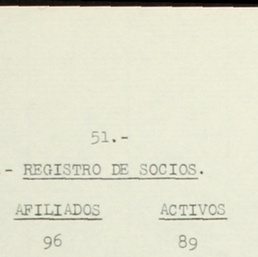 51.-
- REGISTRO DE SOCIOS.
AFILIADOS ACTIVOS
96 89